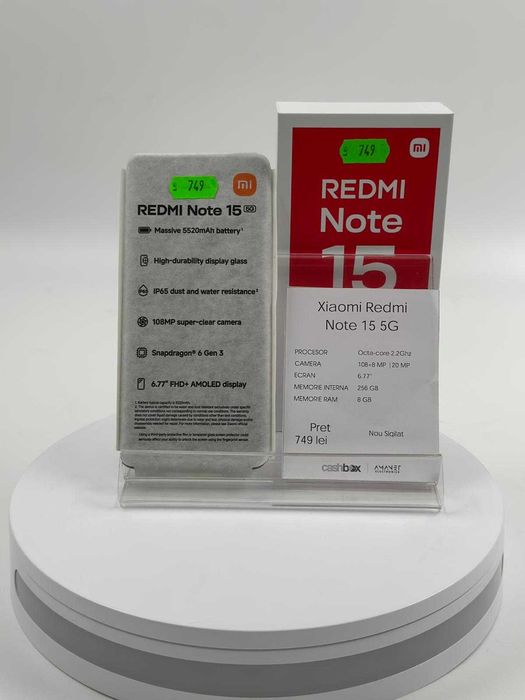 749
REDMI Note 15 5G
Massive 5520mAh battery¹
High-durability display glass
IP65 dust and water resistance²
108MP super-clear camera
Snapdragon® 6 Gen 3
6.77" FHD+ AMOLED display
749
REDMI
Note
15
Xiaomi Redmi
Note 15 5G
PROCESOR Octa-core 2.2Ghz
CAMERA 108+8 MP | 20 MP
ECRAN 6.77"
MEMORIE INTERNA 256 GB
MEMORIE RAM 8 GB
Pret
749 lei
Nou Sigilat
cashbox AMANET